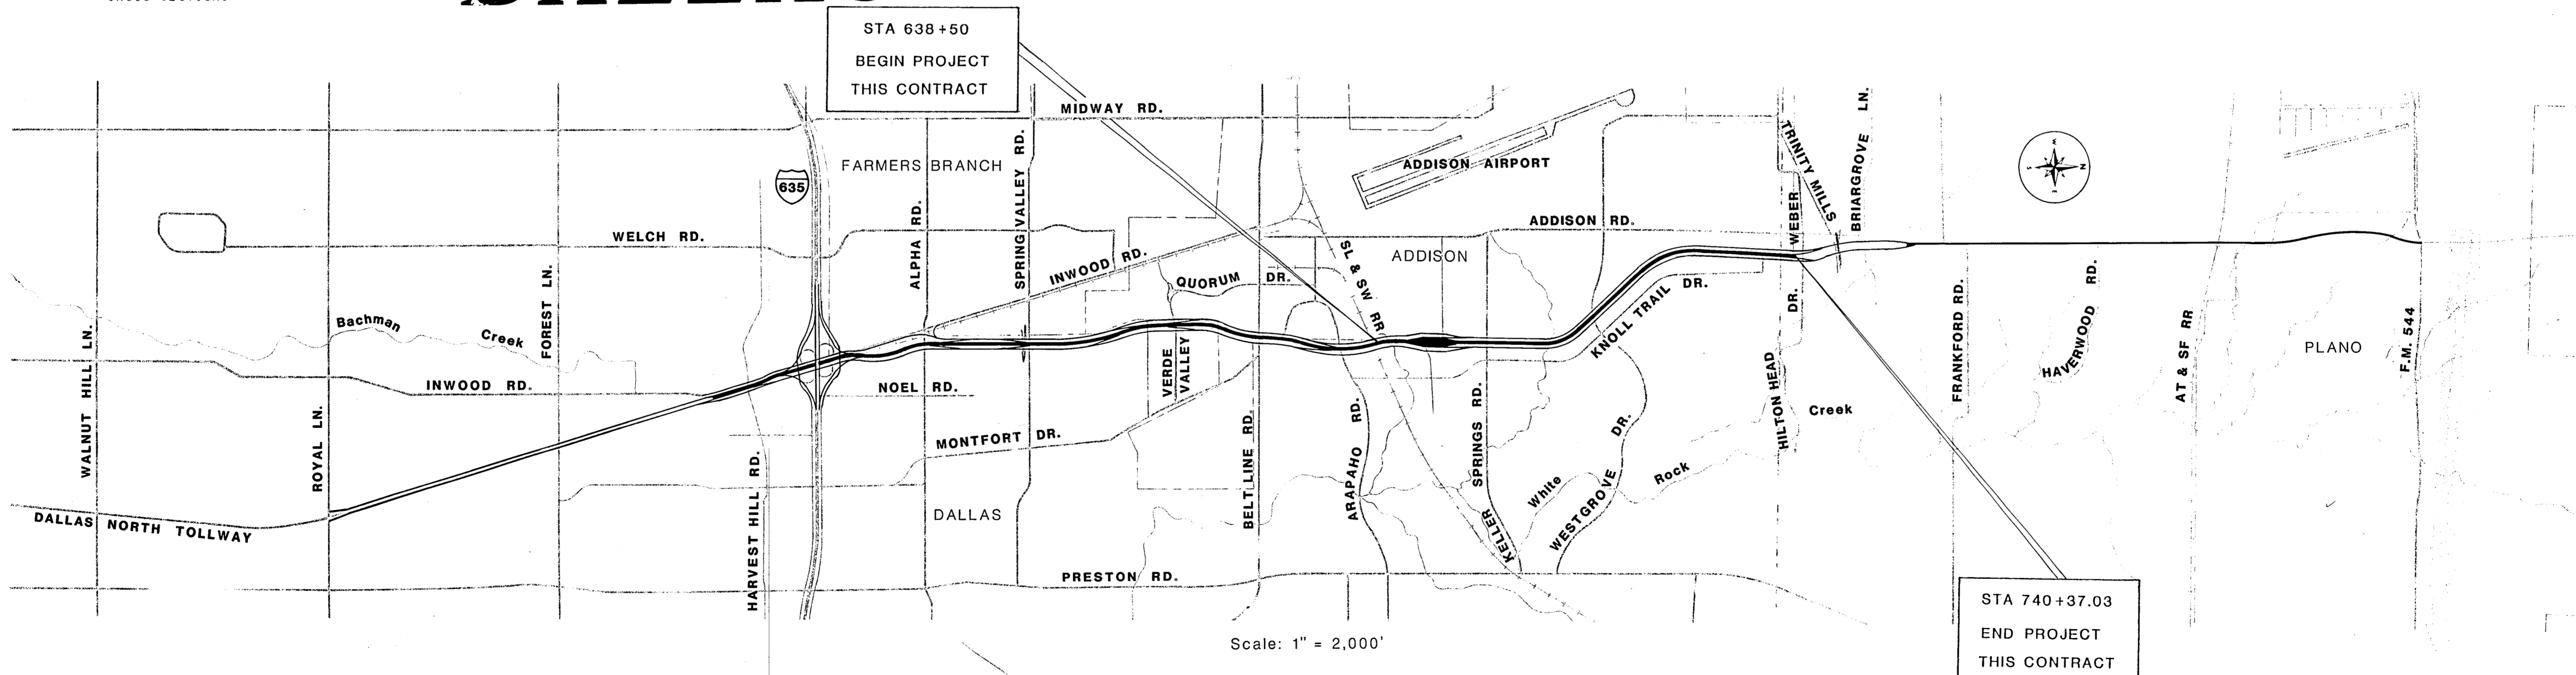 STA 638+50
BEGIN PROJECT
THIS CONTRACT
MIDWAY RD.
FARMERS BRANCH
635
ADDISON AIRPORT
TRINITY MILLS
BRIARGROVE LN.
WEBER
DR.
WELCH RD.
ALPHA RD.
SPRING VALLEY RD.
ADDISON RD.
INWOOD RD.
QUORUM DR.
SL & SW RR
ADDISON
KNOLL TRAIL DR.
Bachman Creek
FOREST LN.
WALNUT HILL LN.
ROYAL LN.
INWOOD RD.
NOEL RD.
VERDE VALLEY
MONTFORT DR.
BELT LINE RD.
ARAPAHO RD.
KELLER SPRINGS RD.
WESTGROVE DR.
White Rock Creek
HILTON HEAD
FRANKFORD RD.
HAVERWOOD RD.
AT & SF RR
PLANO
F.M. 544
HARVEST HILL RD.
DALLAS
DALLAS NORTH TOLLWAY
PRESTON RD.
Scale: 1" = 2,000'
STA 740+37.03
END PROJECT
THIS CONTRACT
N
S
E
W